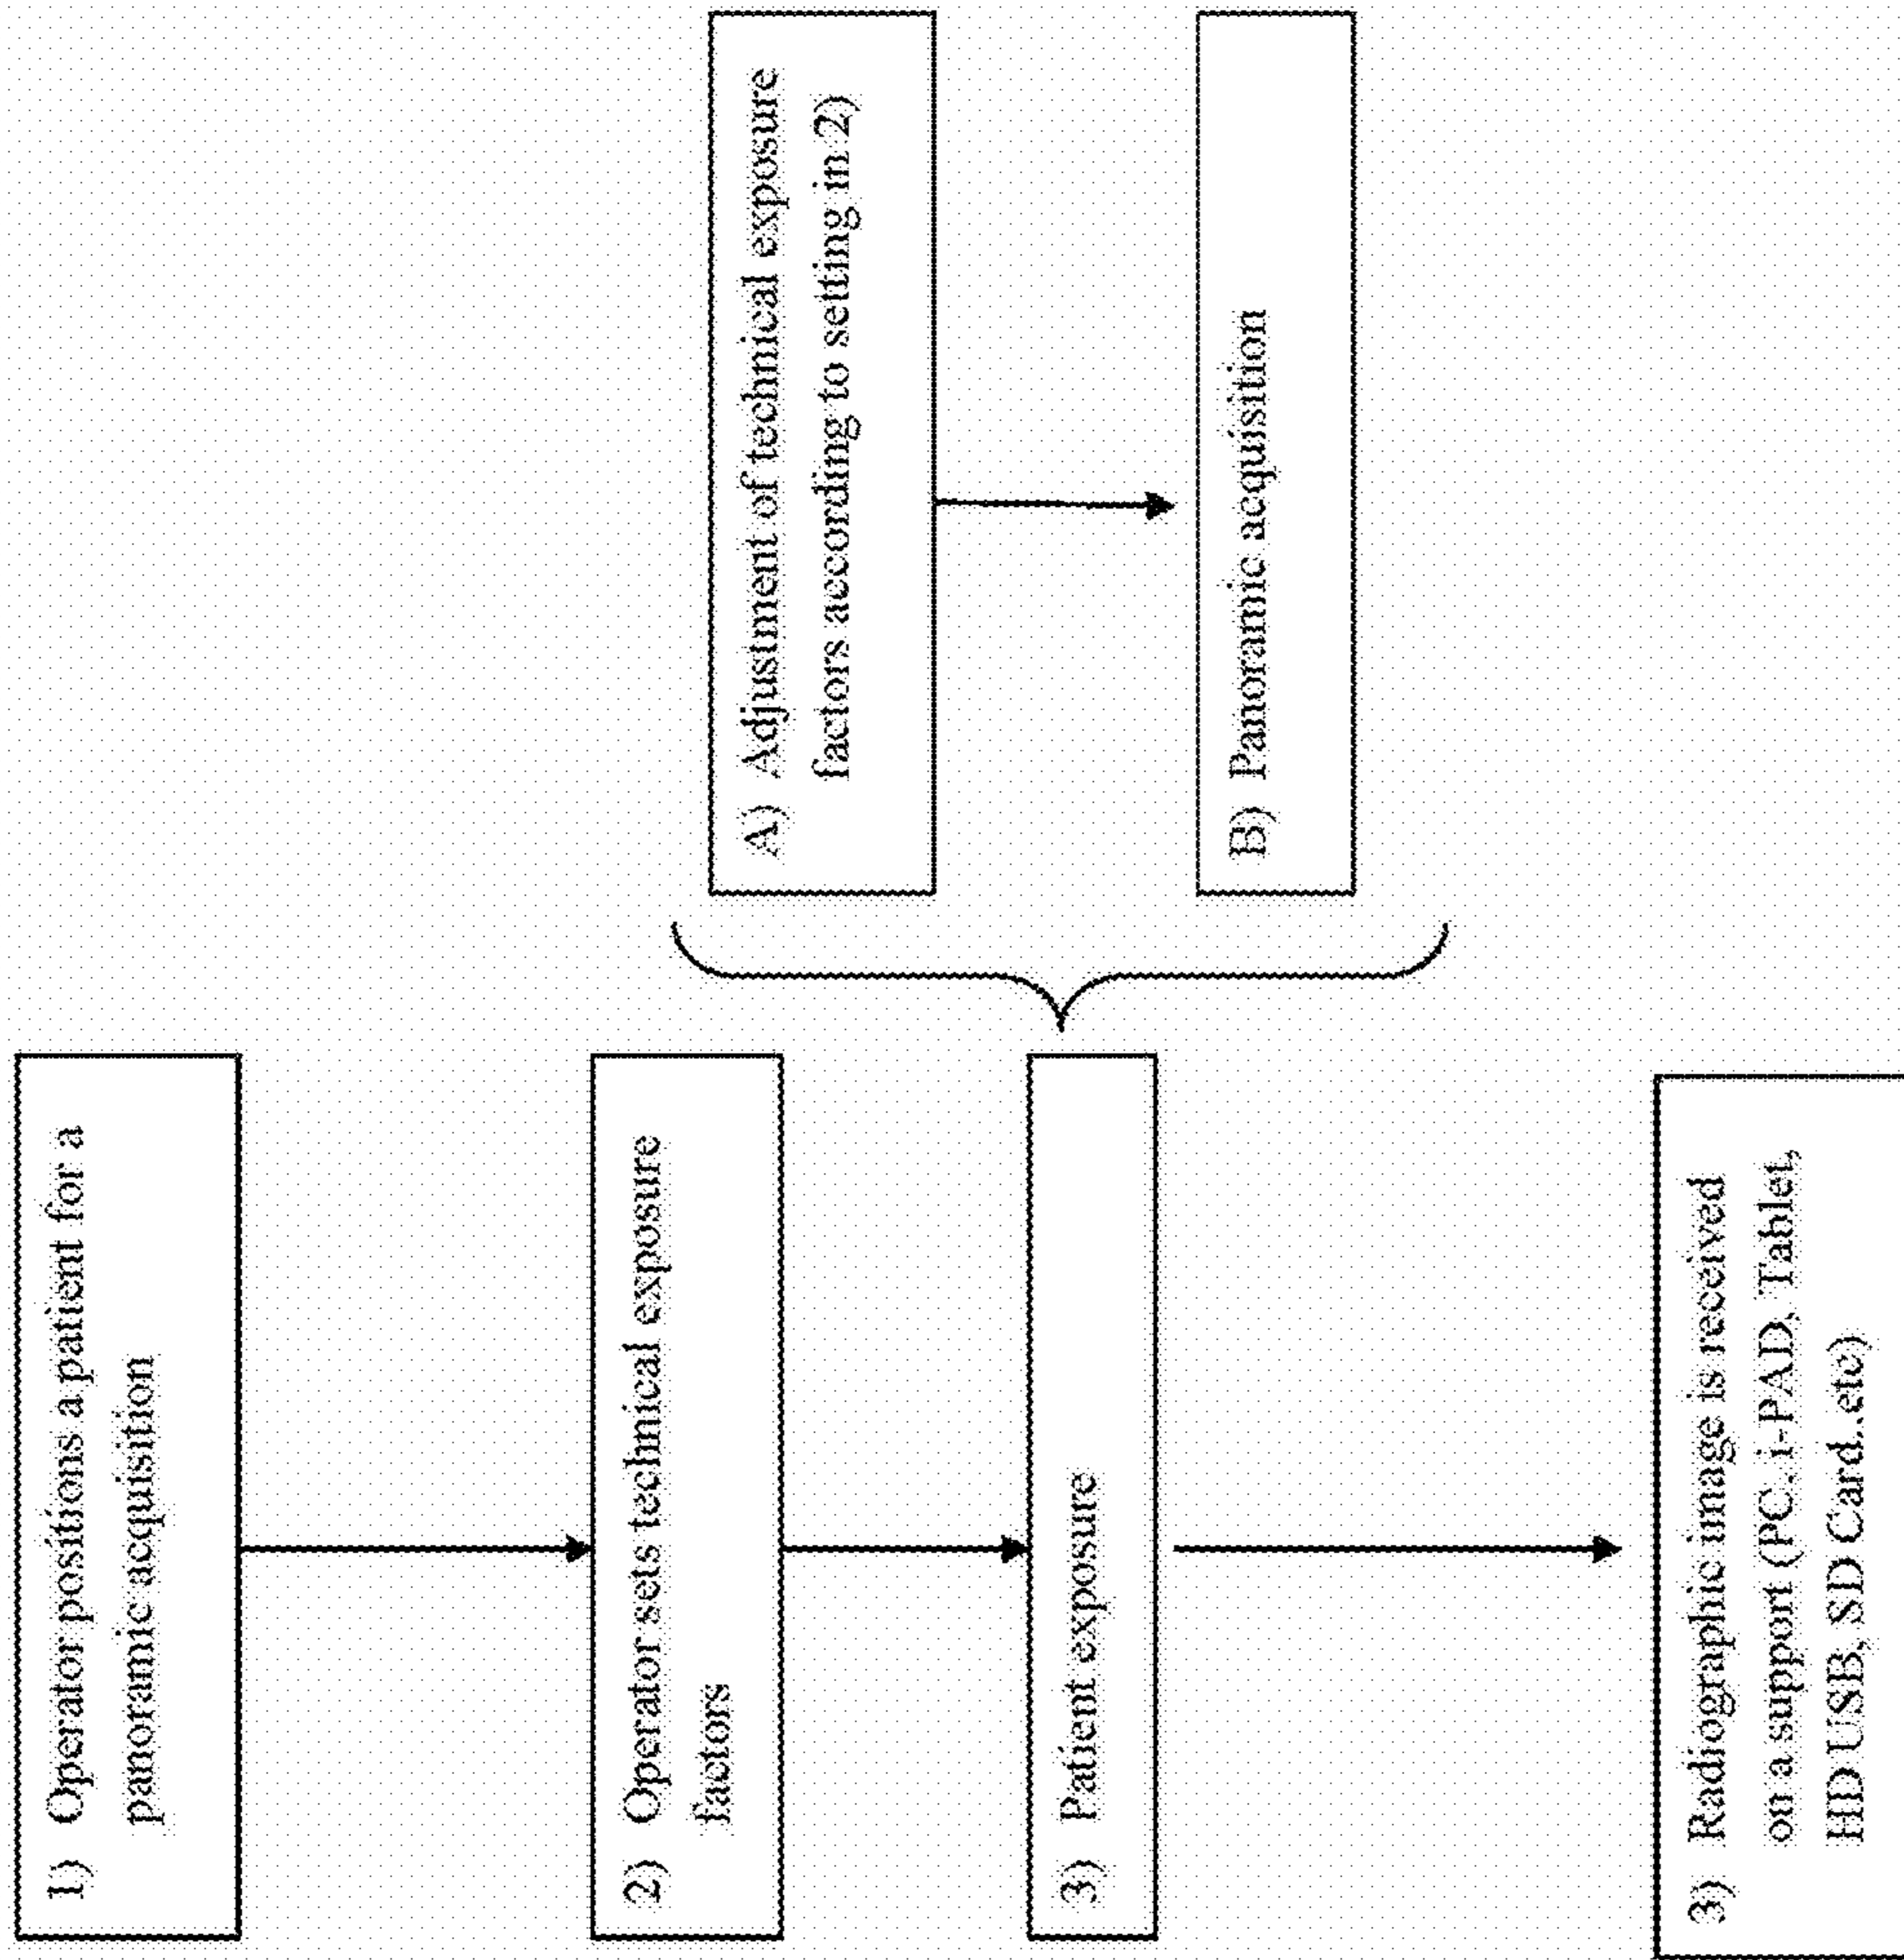 1) Operator positions a patient for a
panoramic acquisition
2) Operator sets technical exposure
factors
3) Patient exposure
A) Adjustment of technical exposure
factors according to setting in 2)
B) Panoramic acquisition
3) Radiographic image is received
on a support (PC, i-PAD, Tablet,
HD USB, SD Card..etc)